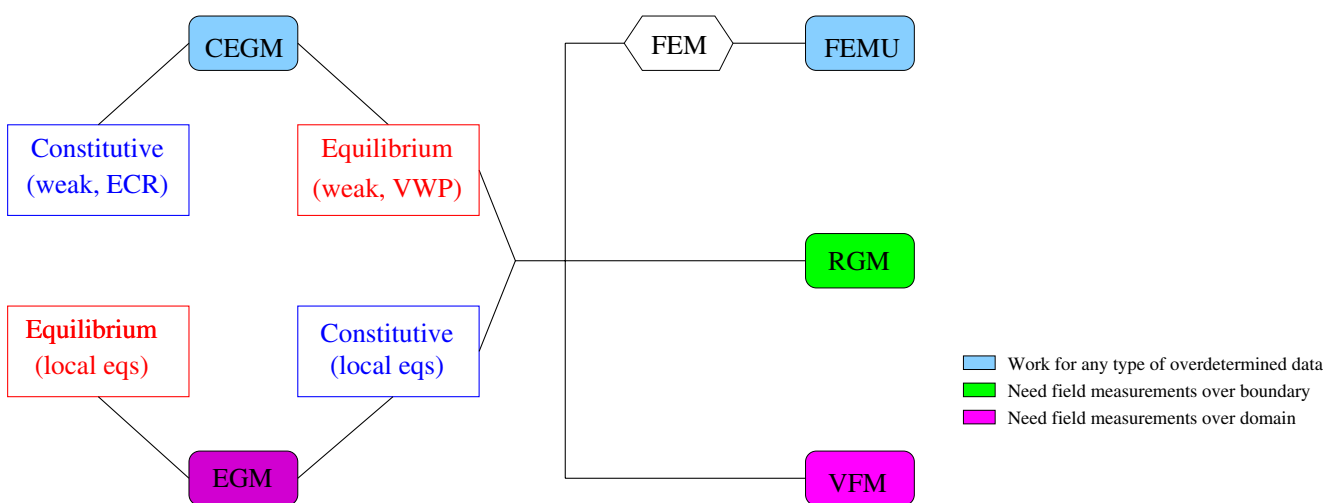 CEGM
FEM
FEMU
Constitutive
(weak, ECR)
Equilibrium
(weak, VWP)
RGM
Equilibrium
(local eqs)
Constitutive
(local eqs)
Work for any type of overdetermined data
Need field measurements over boundary
Need field measurements over domain
EGM
VFM